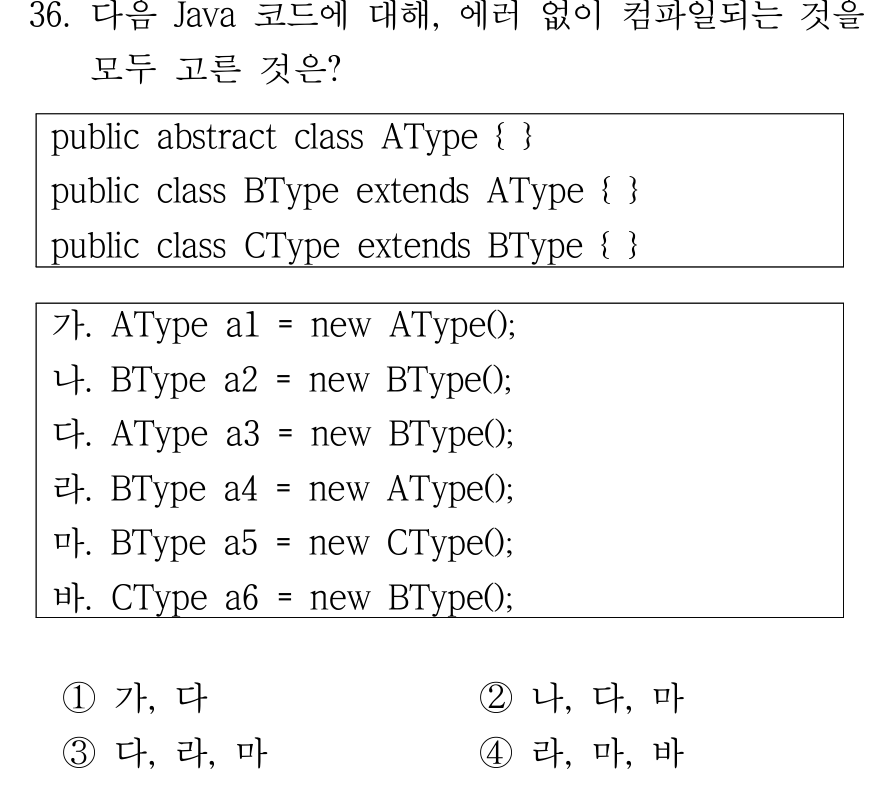 36. 다음 Java 코드에 대해, 에러 없이 컴파일되는 것을
모두 고른 것은?
public abstract class AType { }
public class BType extends AType { }
public class CType extends BType { }
가. AType a1 = new AType();
나. BType a2 = new BType();
다. AType a3 = new BType();
라. BType a4 = new AType();
마. BType a5 = new CType();
바. CType a6 = new BType();
① 가, 다 ② 나, 다, 마
③ 다, 라, 마 ④ 라, 마, 바